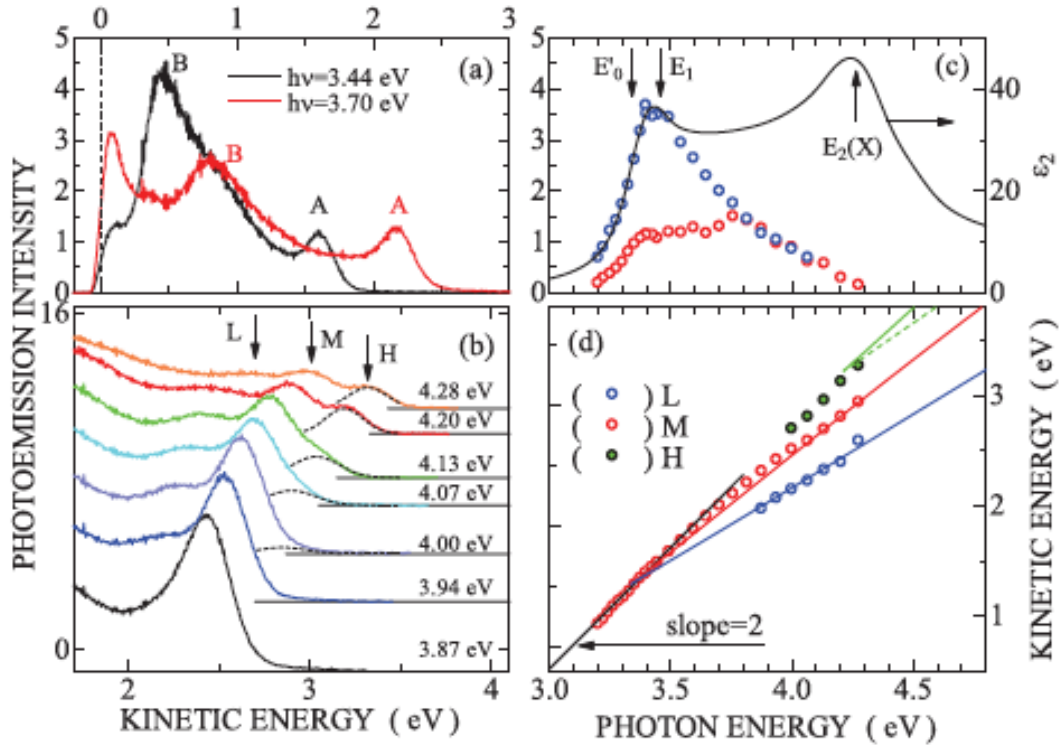 0 1 2 3
5
4
3
2
1
0
(a)
B
B
A
A
hν=3.44 eV
hν=3.70 eV
PHOTOEMISSION INTENSITY
16
0
(b)
L
M
H
4.28 eV
4.20 eV
4.13 eV
4.07 eV
4.00 eV
3.94 eV
3.87 eV
2 3 4
KINETIC ENERGY ( eV )
5
4
3
2
1
0
(c)
E'0
E1
E2(X)
40
20
0
ε2
(d)
( ) L
( ) M
( ) H
slope=2
3
2
1
KINETIC ENERGY ( eV )
3.0 3.5 4.0 4.5
PHOTON ENERGY ( eV )